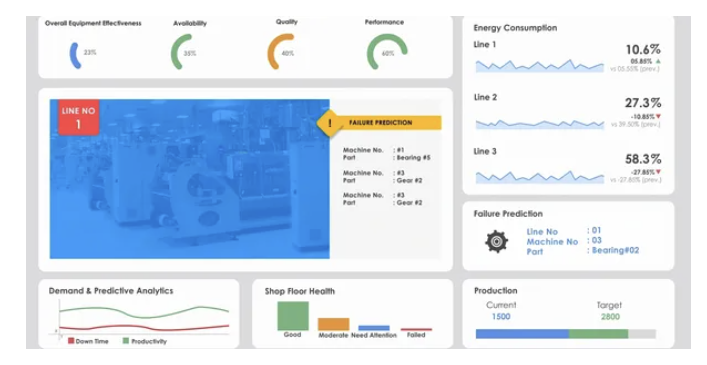 Overall Equipment Effectiveness
23%
Availability
35%
Quality
40%
Performance
60%
LINE NO
1
!
FAILURE PREDICTION
Machine No. : #1
Part : Bearing #5
Machine No. : #3
Part : Gear #2
Machine No. : #3
Part : Gear #2
Energy Consumption
Line 1
10.6%
05.85% ▲
vs 05.55% (prev.)
Line 2
27.3%
-10.85% ▼
vs 39.50% (prev.)
Line 3
58.3%
-27.85% ▼
vs -27.85% (prev.)
Failure Prediction
Line No : 01
Machine No : 03
Part : Bearing#02
Demand & Predictive Analytics
Down Time
Productivity
Shop Floor Health
Good
Moderate
Need Attention
Failed
Production
Current
1500
Target
2800